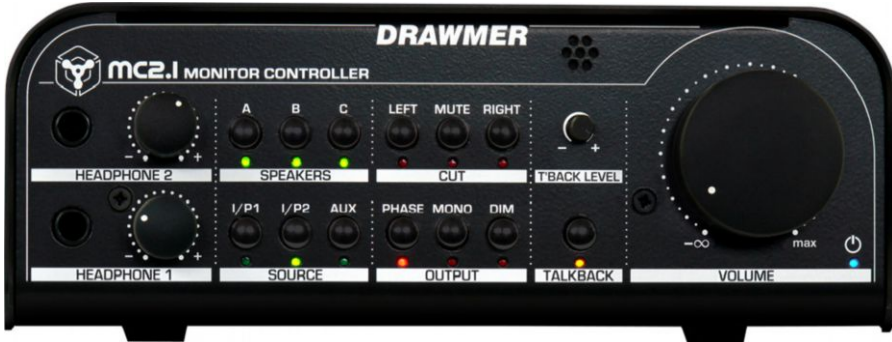 DRAWMER
MC2.1 MONITOR CONTROLLER
A B C LEFT MUTE RIGHT
- + - +
HEADPHONE 2 SPEAKERS CUT T'BACK LEVEL
I/P1 I/P2 AUX PHASE MONO DIM
- + -∞ max
HEADPHONE 1 SOURCE OUTPUT TALKBACK VOLUME